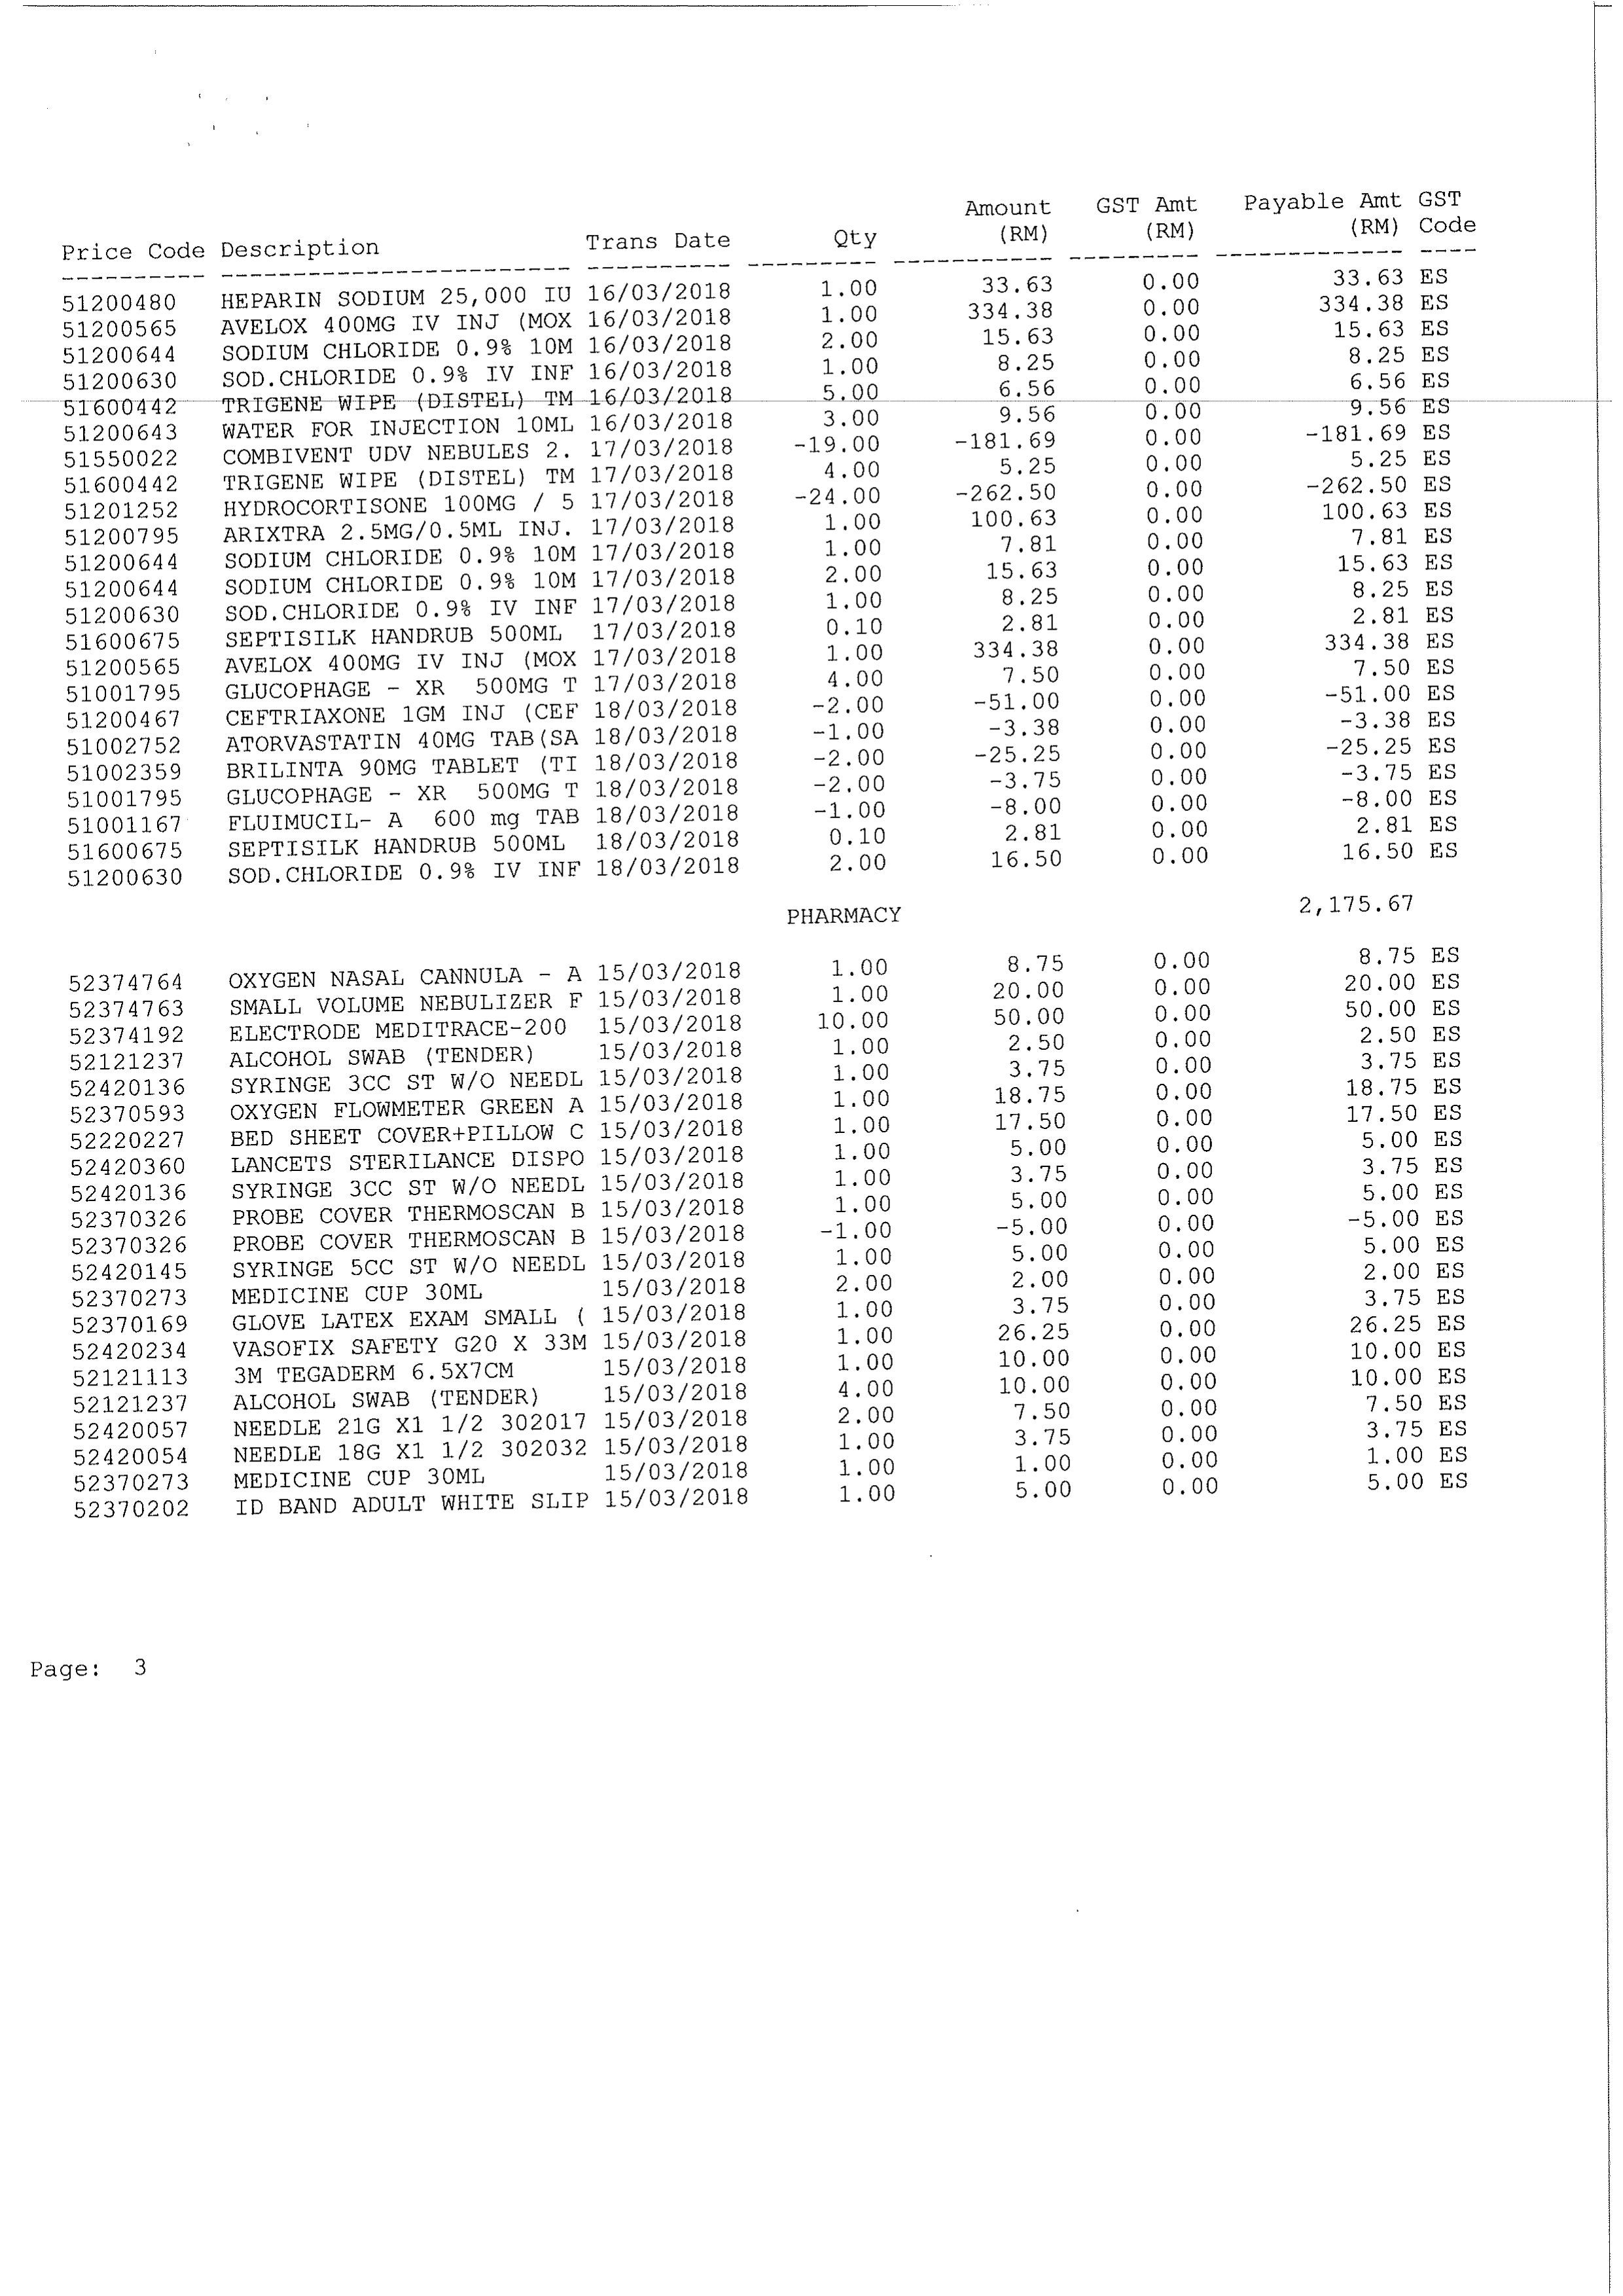 Amount GST Amt Payable Amt GST
Price Code Description Trans Date Qty (RM) (RM) (RM) Code
51200480 HEPARIN SODIUM 25,000 IU 16/03/2018 1.00 33.63 0.00 33.63 ES
51200565 AVELOX 400MG IV INJ (MOX 16/03/2018 1.00 334.38 0.00 334.38 ES
51200644 SODIUM CHLORIDE 0.9% 10M 16/03/2018 2.00 15.63 0.00 15.63 ES
51200630 SOD.CHLORIDE 0.9% IV INF 16/03/2018 1.00 8.25 0.00 8.25 ES
51600442 TRIGENE WIPE (DISTEL) TM 16/03/2018 5.00 6.56 0.00 6.56 ES
51200643 WATER FOR INJECTION 10ML 16/03/2018 3.00 9.56 0.00 9.56 ES
51550022 COMBIVENT UDV NEBULES 2. 17/03/2018 -19.00 -181.69 0.00 -181.69 ES
51600442 TRIGENE WIPE (DISTEL) TM 17/03/2018 4.00 5.25 0.00 5.25 ES
51201252 HYDROCORTISONE 100MG / 5 17/03/2018 -24.00 -262.50 0.00 -262.50 ES
51200795 ARIXTRA 2.5MG/0.5ML INJ. 17/03/2018 1.00 100.63 0.00 100.63 ES
51200644 SODIUM CHLORIDE 0.9% 10M 17/03/2018 1.00 7.81 0.00 7.81 ES
51200644 SODIUM CHLORIDE 0.9% 10M 17/03/2018 2.00 15.63 0.00 15.63 ES
51200630 SOD.CHLORIDE 0.9% IV INF 17/03/2018 1.00 8.25 0.00 8.25 ES
51600675 SEPTISILK HANDRUB 500ML 17/03/2018 0.10 2.81 0.00 2.81 ES
51200565 AVELOX 400MG IV INJ (MOX 17/03/2018 1.00 334.38 0.00 334.38 ES
51001795 GLUCOPHAGE - XR 500MG T 17/03/2018 4.00 7.50 0.00 7.50 ES
51200467 CEFTRIAXONE 1GM INJ (CEF 18/03/2018 -2.00 -51.00 0.00 -51.00 ES
51002752 ATORVASTATIN 40MG TAB(SA 18/03/2018 -1.00 -3.38 0.00 -3.38 ES
51002359 BRILINTA 90MG TABLET (TI 18/03/2018 -2.00 -25.25 0.00 -25.25 ES
51001795 GLUCOPHAGE - XR 500MG T 18/03/2018 -2.00 -3.75 0.00 -3.75 ES
51001167 FLUIMUCIL- A 600 mg TAB 18/03/2018 -1.00 -8.00 0.00 -8.00 ES
51600675 SEPTISILK HANDRUB 500ML 18/03/2018 0.10 2.81 0.00 2.81 ES
51200630 SOD.CHLORIDE 0.9% IV INF 18/03/2018 2.00 16.50 0.00 16.50 ES
PHARMACY 2,175.67
52374764 OXYGEN NASAL CANNULA - A 15/03/2018 1.00 8.75 0.00 8.75 ES
52374763 SMALL VOLUME NEBULIZER F 15/03/2018 1.00 20.00 0.00 20.00 ES
52374192 ELECTRODE MEDITRACE-200 15/03/2018 10.00 50.00 0.00 50.00 ES
52121237 ALCOHOL SWAB (TENDER) 15/03/2018 1.00 2.50 0.00 2.50 ES
52420136 SYRINGE 3CC ST W/O NEEDL 15/03/2018 1.00 3.75 0.00 3.75 ES
52370593 OXYGEN FLOWMETER GREEN A 15/03/2018 1.00 18.75 0.00 18.75 ES
52220227 BED SHEET COVER+PILLOW C 15/03/2018 1.00 17.50 0.00 17.50 ES
52420360 LANCETS STERILANCE DISPO 15/03/2018 1.00 5.00 0.00 5.00 ES
52420136 SYRINGE 3CC ST W/O NEEDL 15/03/2018 1.00 3.75 0.00 3.75 ES
52370326 PROBE COVER THERMOSCAN B 15/03/2018 1.00 5.00 0.00 5.00 ES
52370326 PROBE COVER THERMOSCAN B 15/03/2018 -1.00 -5.00 0.00 -5.00 ES
52420145 SYRINGE 5CC ST W/O NEEDL 15/03/2018 1.00 5.00 0.00 5.00 ES
52370273 MEDICINE CUP 30ML 15/03/2018 2.00 2.00 0.00 2.00 ES
52370169 GLOVE LATEX EXAM SMALL ( 15/03/2018 1.00 3.75 0.00 3.75 ES
52420234 VASOFIX SAFETY G20 X 33M 15/03/2018 1.00 26.25 0.00 26.25 ES
52121113 3M TEGADERM 6.5X7CM 15/03/2018 1.00 10.00 0.00 10.00 ES
52121237 ALCOHOL SWAB (TENDER) 15/03/2018 4.00 10.00 0.00 10.00 ES
52420057 NEEDLE 21G X1 1/2 302017 15/03/2018 2.00 7.50 0.00 7.50 ES
52420054 NEEDLE 18G X1 1/2 302032 15/03/2018 1.00 3.75 0.00 3.75 ES
52370273 MEDICINE CUP 30ML 15/03/2018 1.00 1.00 0.00 1.00 ES
52370202 ID BAND ADULT WHITE SLIP 15/03/2018 1.00 5.00 0.00 5.00 ES
Page: 3